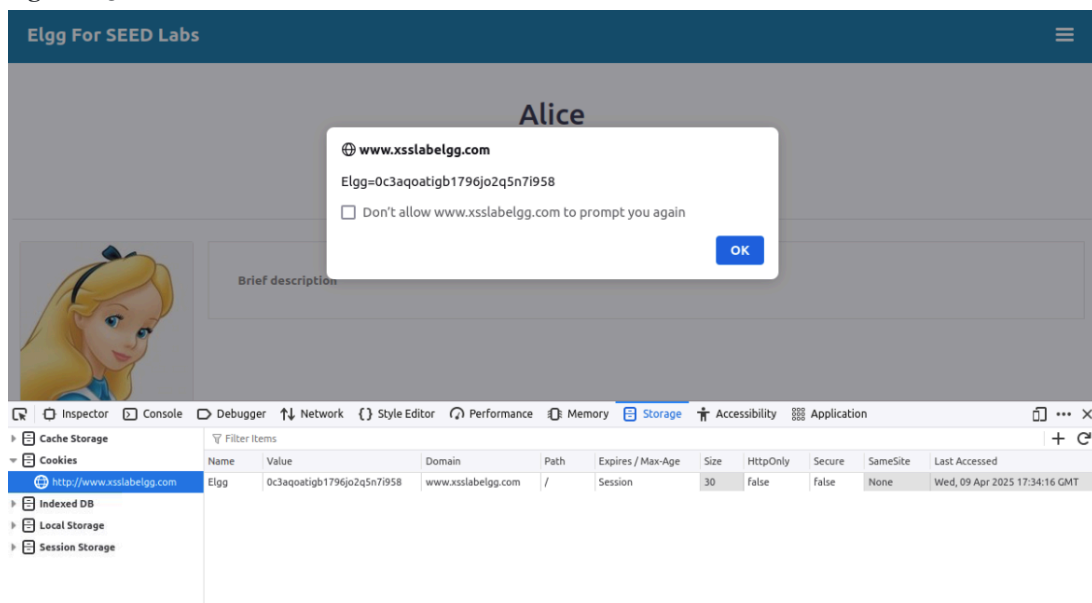 Elgg For SEED Labs
Alice
www.xsslabelgg.com
Elgg=0c3aqoatigb1796jo2q5n7i958
Don't allow www.xsslabelgg.com to prompt you again
OK
Brief description
Inspector Console Debugger Network Style Editor Performance Memory Storage Accessibility Application
Cache Storage
Cookies
http://www.xsslabelgg.com
Indexed DB
Local Storage
Session Storage
Filter Items
Name Value Domain Path Expires / Max-Age Size HttpOnly Secure SameSite Last Accessed
Elgg 0c3aqoatigb1796jo2q5n7i958 www.xsslabelgg.com / Session 30 false false None Wed, 09 Apr 2025 17:34:16 GMT